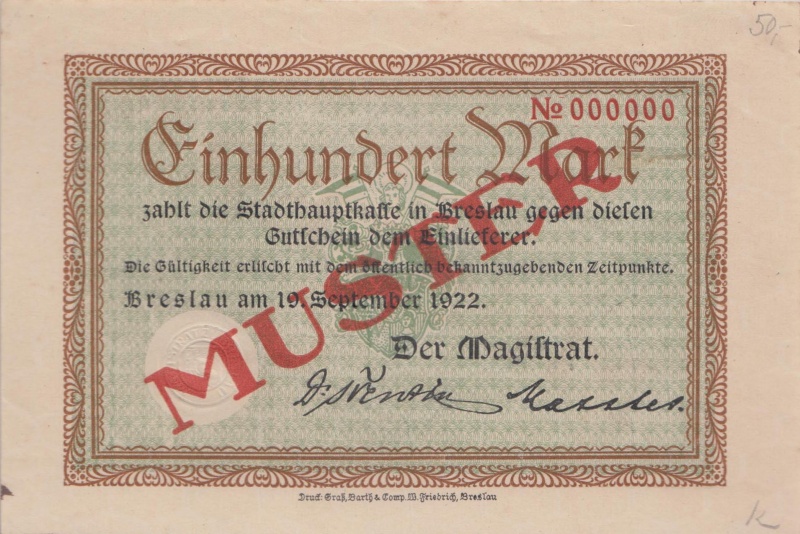 50,-
No 000000
Einhundert Mark
zahlt die Stadthauptkasse in Breslau gegen diesen
Gutschein dem Einlieferer.
Die Gültigkeit erlischt mit dem öffentlich bekanntzugebenden Zeitpunkte.
Breslau am 19. September 1922.
MUSTER
Der Magistrat.
Druck: Graß, Barth & Comp. W. Friedrich, Breslau
K